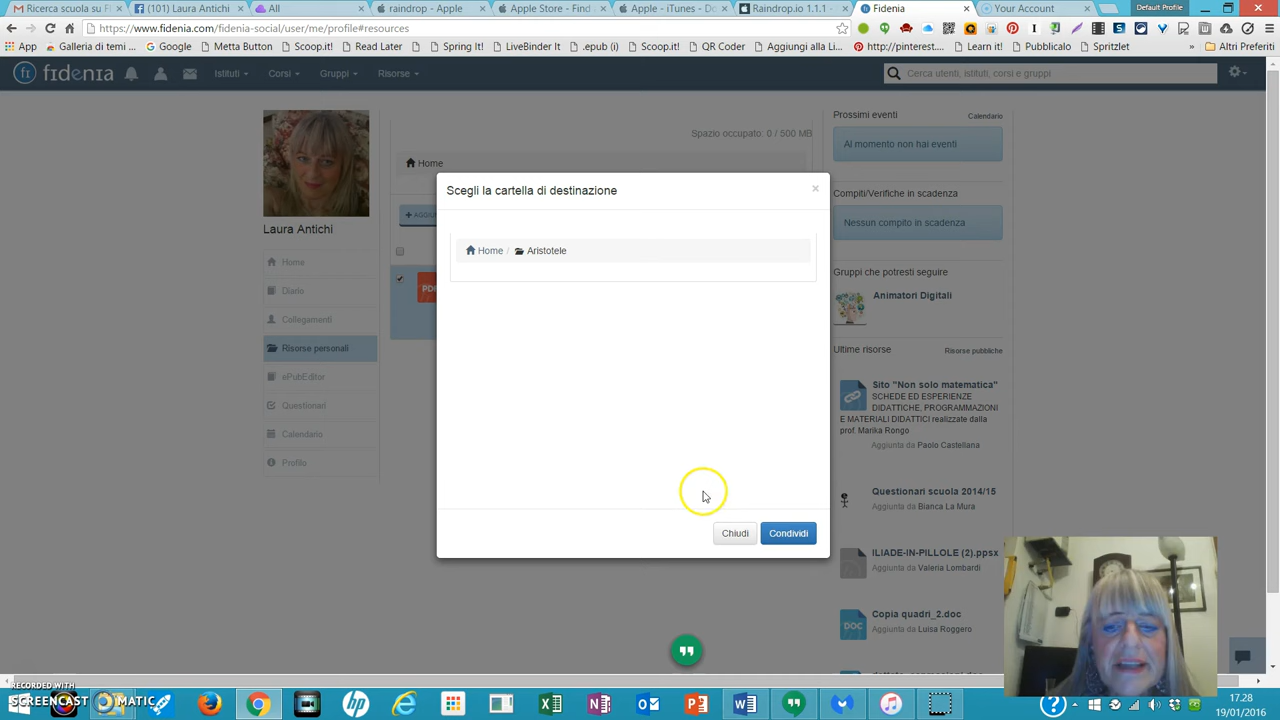 Ricerca scuola su F
(101) Laura Antichi
All
raindrop - Apple
Apple Store - Find
Apple - iTunes - Do
Raindrop.io 1.1.1 -
Fidenia
Your Account
Default Profile
https://www.fidenia.com/fidenia-social/user/me/profile#resources
App
Galleria di temi ...
Google
Metta Button
Scoop.it!
Read Later
Spring It!
LiveBinder It
.epub (i)
Scoop.it!
QR Coder
Aggiungi alla Li...
http://pinterest....
Learn it!
Pubblicalo
Spritzlet
»
Altri Preferiti
fidenia
Istituti
Corsi
Gruppi
Risorse
Cerca utenti, istituti, corsi e gruppi
Laura Antichi
Home
Diario
Collegamenti
Risorse personali
ePubEditor
Questionari
Calendario
Profilo
Spazio occupato: 0 / 500 MB
Home
+ AGGIU
PDF
Scegli la cartella di destinazione
×
Home / Aristotele
Chiudi
Condividi
Prossimi eventi
Calendario
Al momento non hai eventi
Compiti/Verifiche in scadenza
Nessun compito in scadenza
Gruppi che potresti seguire
Animatori Digitali
Ultime risorse
Risorse pubbliche
Sito "Non solo matematica"
SCHEDE ED ESPERIENZE
DIDATTICHE, PROGRAMMAZIONI
E MATERIALI DIDATTICI realizzate dalla
prof. Marika Rongo
Aggiunta da Paolo Castellana
Questionari scuola 2014/15
Aggiunta da Bianca La Mura
ILIADE-IN-PILLOLE (2).ppsx
Aggiunta da Valeria Lombardi
DOC
Copia quadri_2.doc
Aggiunta da Luisa Roggero
RECORDED WITH
SCREENCAST MATIC
17.28
19/01/2016